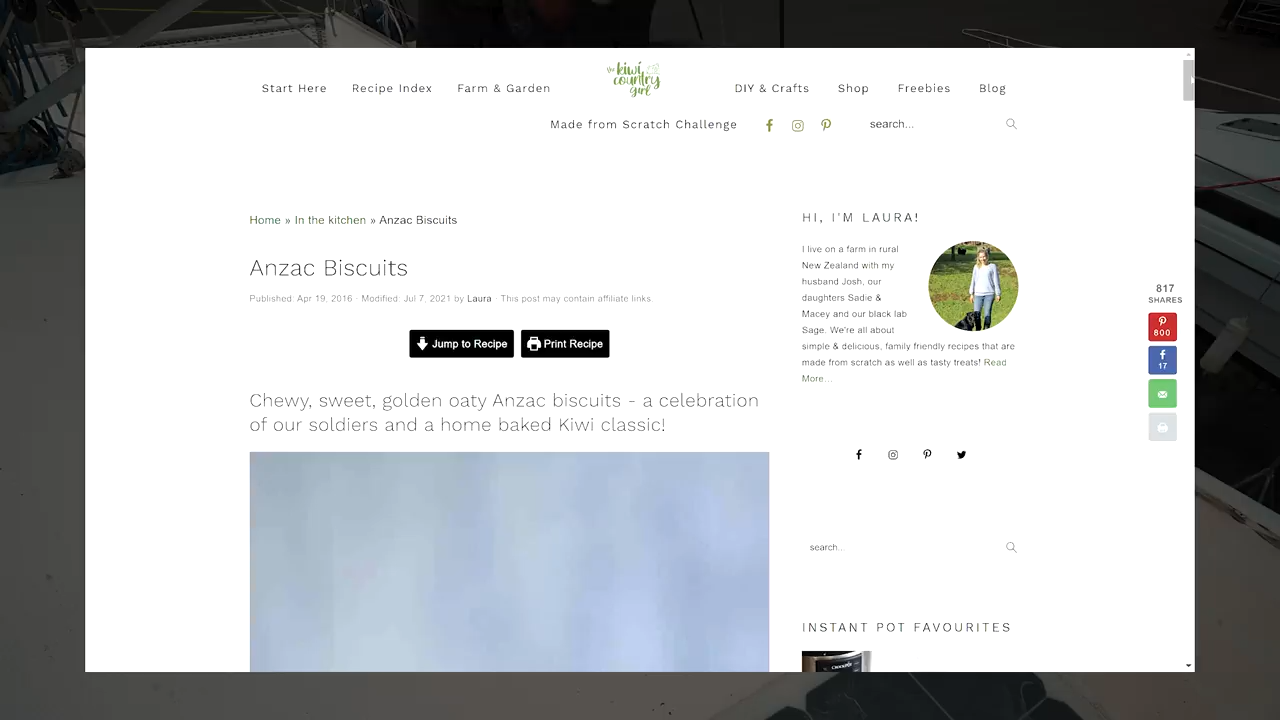 Start Here
Recipe Index
Farm & Garden
the kiwi country girl
DIY & Crafts
Shop
Freebies
Blog
Made from Scratch Challenge
search...
Home » In the kitchen » Anzac Biscuits
Anzac Biscuits
Published: Apr 19, 2016 · Modified: Jul 7, 2021 by Laura · This post may contain affiliate links
Jump to Recipe
Print Recipe
Chewy, sweet, golden oaty Anzac biscuits - a celebration
of our soldiers and a home baked Kiwi classic!
HI, I'M LAURA!
I live on a farm in rural
New Zealand with my
husband Josh, our
daughters Sadie &
Macey and our black lab
Sage. We're all about
simple & delicious, family friendly recipes that are
made from scratch as well as tasty treats! Read
More...
817
SHARES
800
17
search...
INSTANT POT FAVOURITES